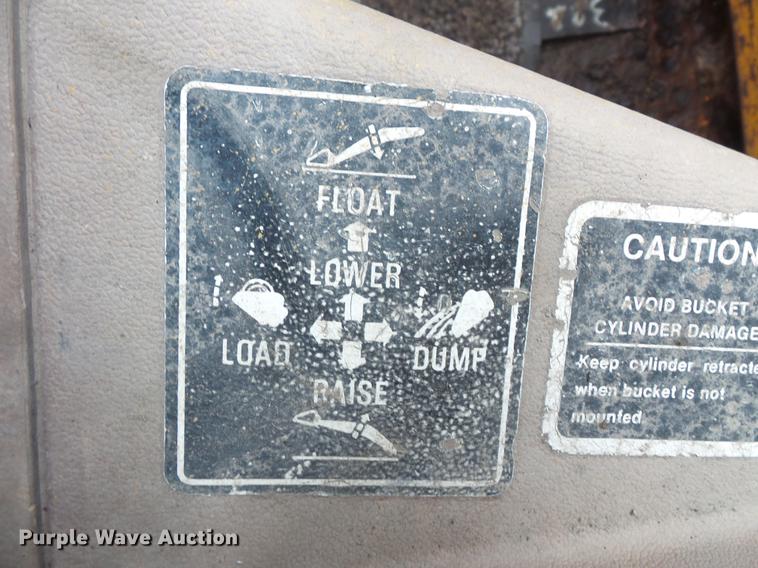 FLOAT
LOWER
LOAD
DUMP
RAISE
CAUTION
AVOID BUCKET
CYLINDER DAMAGE
Keep cylinder retracte
when bucket is not
mounted
Purple Wave Auction